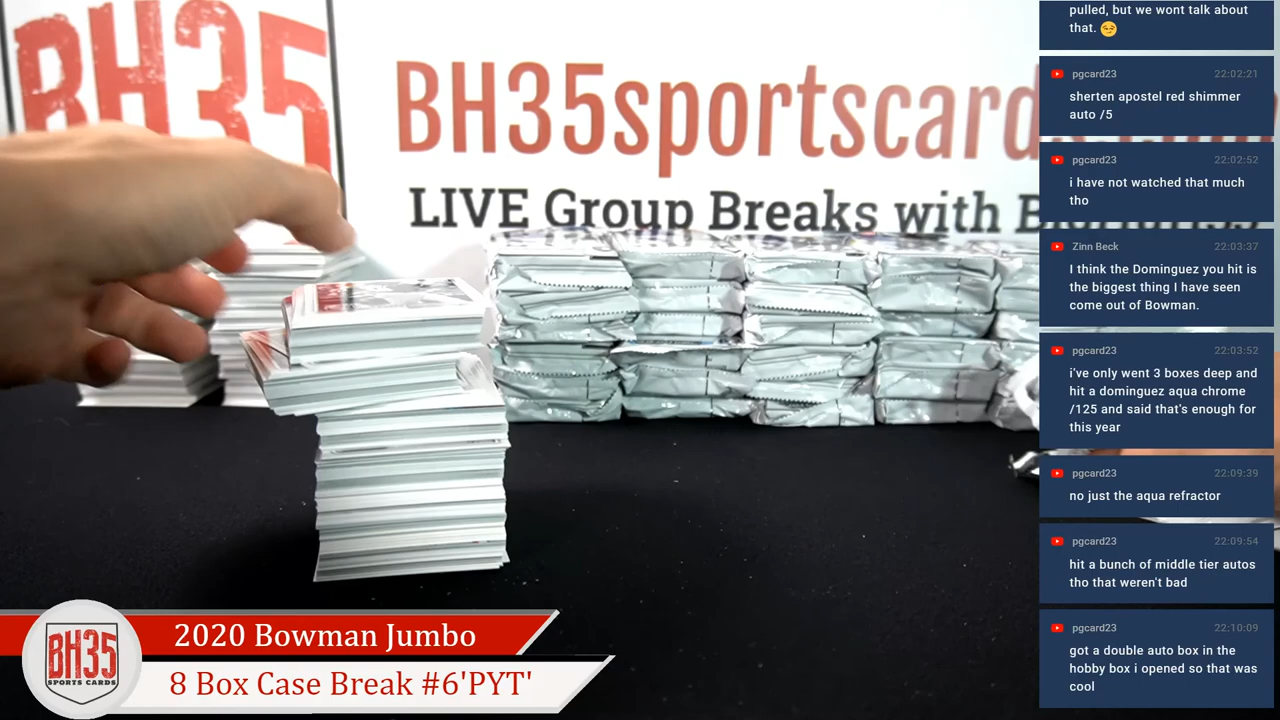 BH35
BH35sportscard
LIVE Group Breaks with
pulled, but we wont talk about
that. 😏
pgcard23 22:02:21
sherten apostel red shimmer
auto /5
pgcard23 22:02:52
i have not watched that much
tho
Zinn Beck 22:03:37
I think the Dominguez you hit is
the biggest thing I have seen
come out of Bowman.
pgcard23 22:03:52
i've only went 3 boxes deep and
hit a dominguez aqua chrome
/125 and said that's enough for
this year
pgcard23 22:09:39
no just the aqua refractor
pgcard23 22:09:54
hit a bunch of middle tier autos
tho that weren't bad
pgcard23 22:10:09
got a double auto box in the
hobby box i opened so that was
cool
BH35
SPORTS CARDS
2020 Bowman Jumbo
8 Box Case Break #6'PYT'